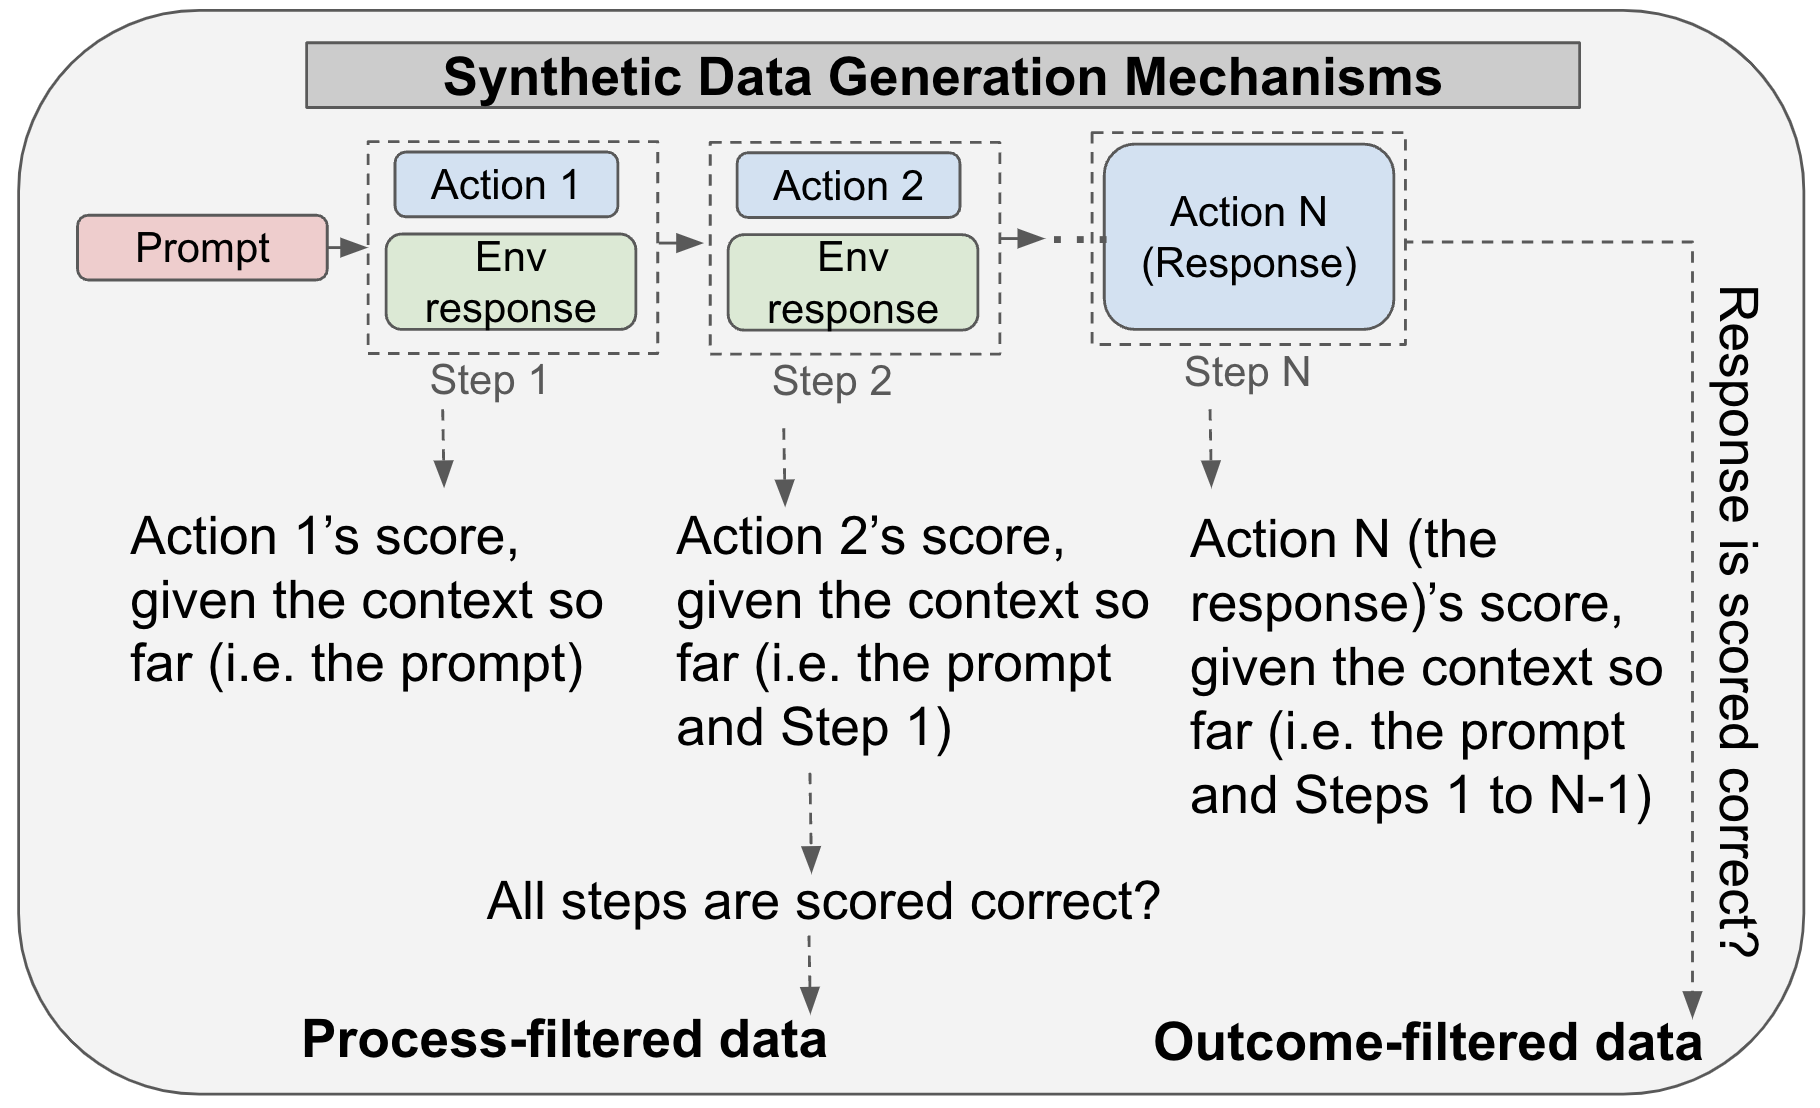 Synthetic Data Generation Mechanisms
Prompt
Action 1
Env
response
Step 1
Action 2
Env
response
Step 2
Action N
(Response)
Step N
Action 1’s score,
given the context so
far (i.e. the prompt)
Action 2’s score,
given the context so
far (i.e. the prompt
and Step 1)
Action N (the
response)’s score,
given the context so
far (i.e. the prompt
and Steps 1 to N-1)
Response is scored correct?
All steps are scored correct?
Process-filtered data
Outcome-filtered data